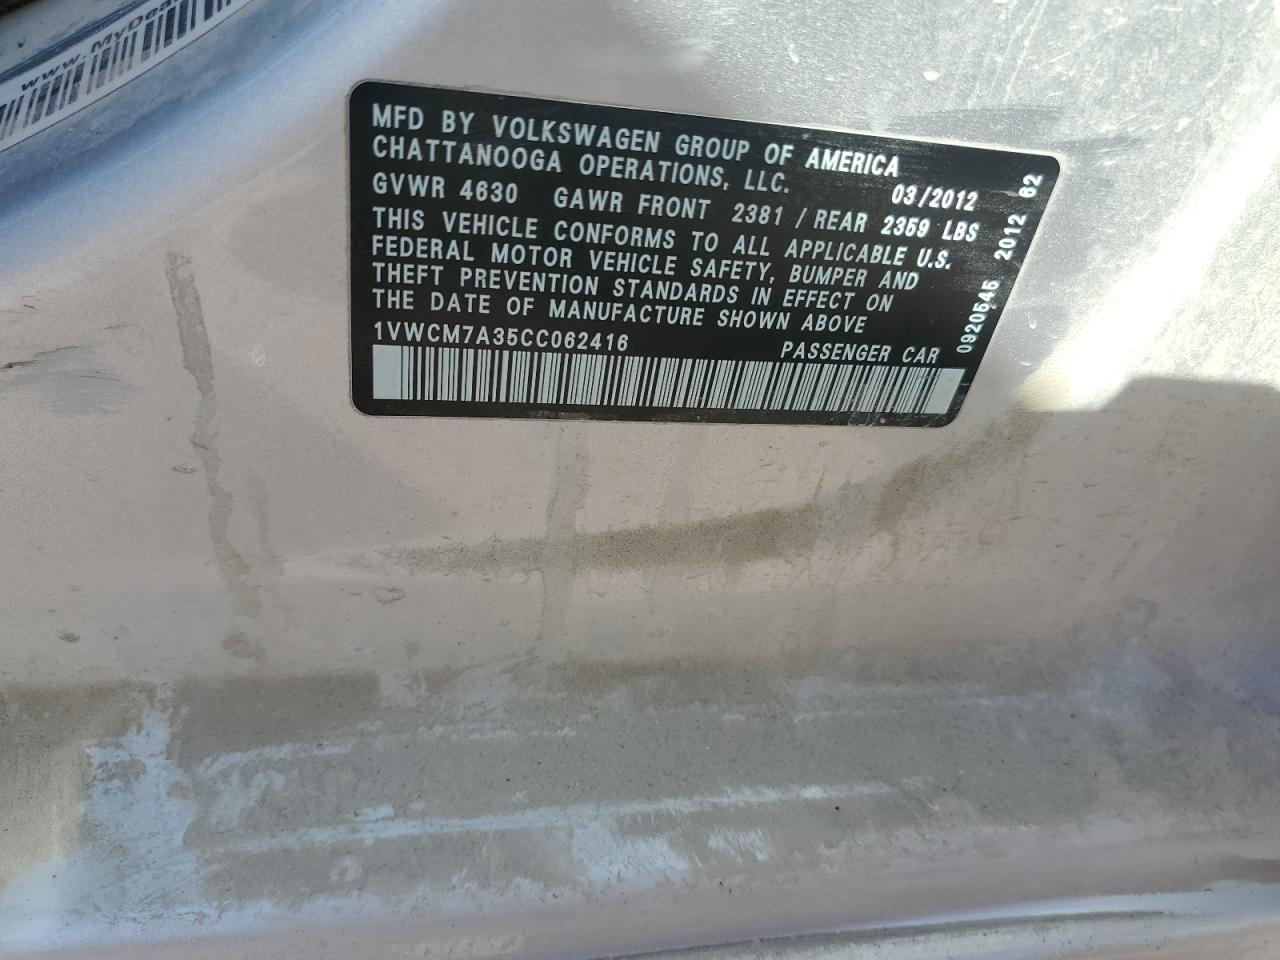 www.MyDea
MFD BY VOLKSWAGEN GROUP OF AMERICA
CHATTANOOGA OPERATIONS, LLC. 03/2012
GVWR 4630 GAWR FRONT 2381 / REAR 2359 LBS
THIS VEHICLE CONFORMS TO ALL APPLICABLE U.S.
FEDERAL MOTOR VEHICLE SAFETY, BUMPER AND
THEFT PREVENTION STANDARDS IN EFFECT ON
THE DATE OF MANUFACTURE SHOWN ABOVE
1VWCM7A35CC062416 PASSENGER CAR
0920545 2012 62